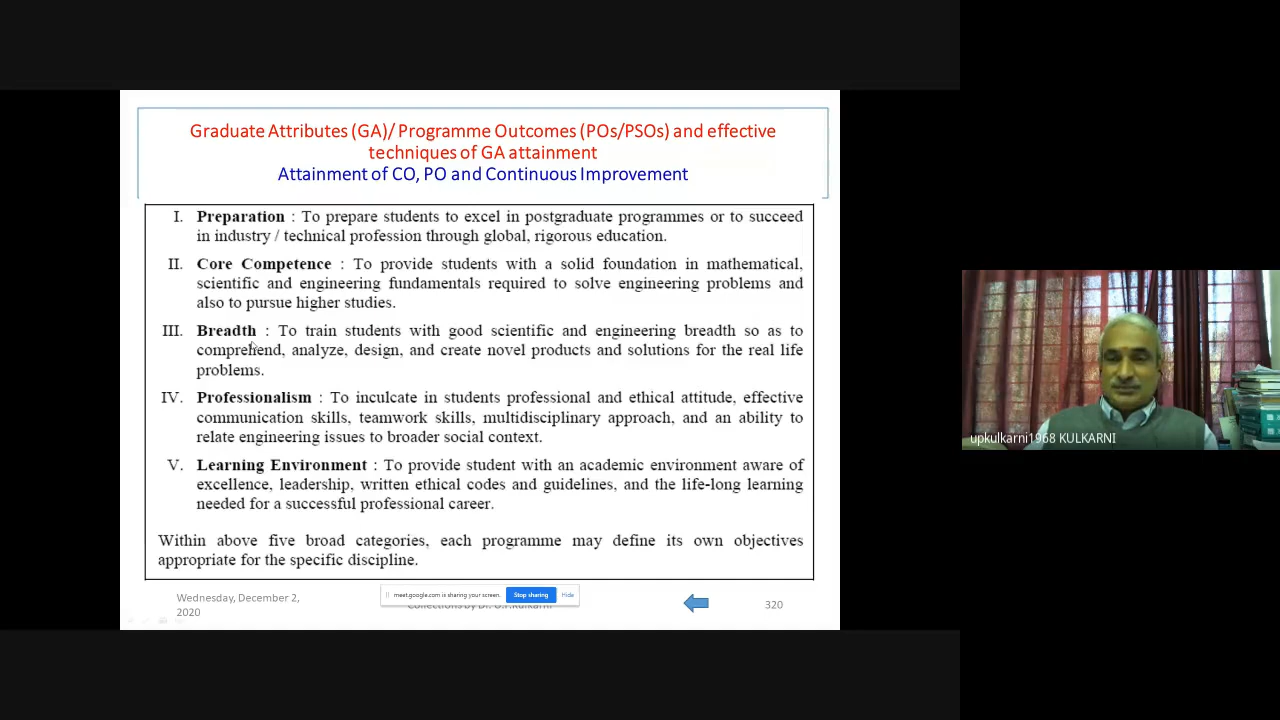 Graduate Attributes (GA)/ Programme Outcomes (POs/PSOs) and effective
techniques of GA attainment
Attainment of CO, PO and Continuous Improvement
I. Preparation : To prepare students to excel in postgraduate programmes or to succeed
in industry / technical profession through global, rigorous education.
II. Core Competence : To provide students with a solid foundation in mathematical,
scientific and engineering fundamentals required to solve engineering problems and
also to pursue higher studies.
III. Breadth : To train students with good scientific and engineering breadth so as to
comprehend, analyze, design, and create novel products and solutions for the real life
problems.
IV. Professionalism : To inculcate in students professional and ethical attitude, effective
communication skills, teamwork skills, multidisciplinary approach, and an ability to
relate engineering issues to broader social context.
V. Learning Environment : To provide student with an academic environment aware of
excellence, leadership, written ethical codes and guidelines, and the life-long learning
needed for a successful professional career.
Within above five broad categories, each programme may define its own objectives
appropriate for the specific discipline.
Wednesday, December 2,
2020
meet.google.com is sharing your screen.
Stop sharing
Hide
320
upkulkarni1968 KULKARNI